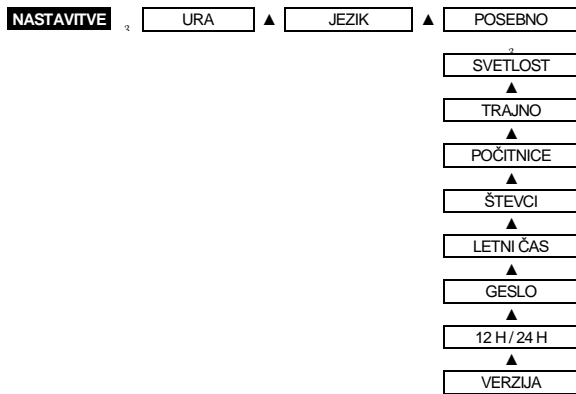 NASTAVITVE URA ▲ JEZIK ▲ POSEBNO
SVETLOST
▲
TRAJNO
▲
POČITNICE
▲
ŠTEVCI
▲
LETNI ČAS
▲
GESLO
▲
12 H / 24 H
▲
VERZIJA